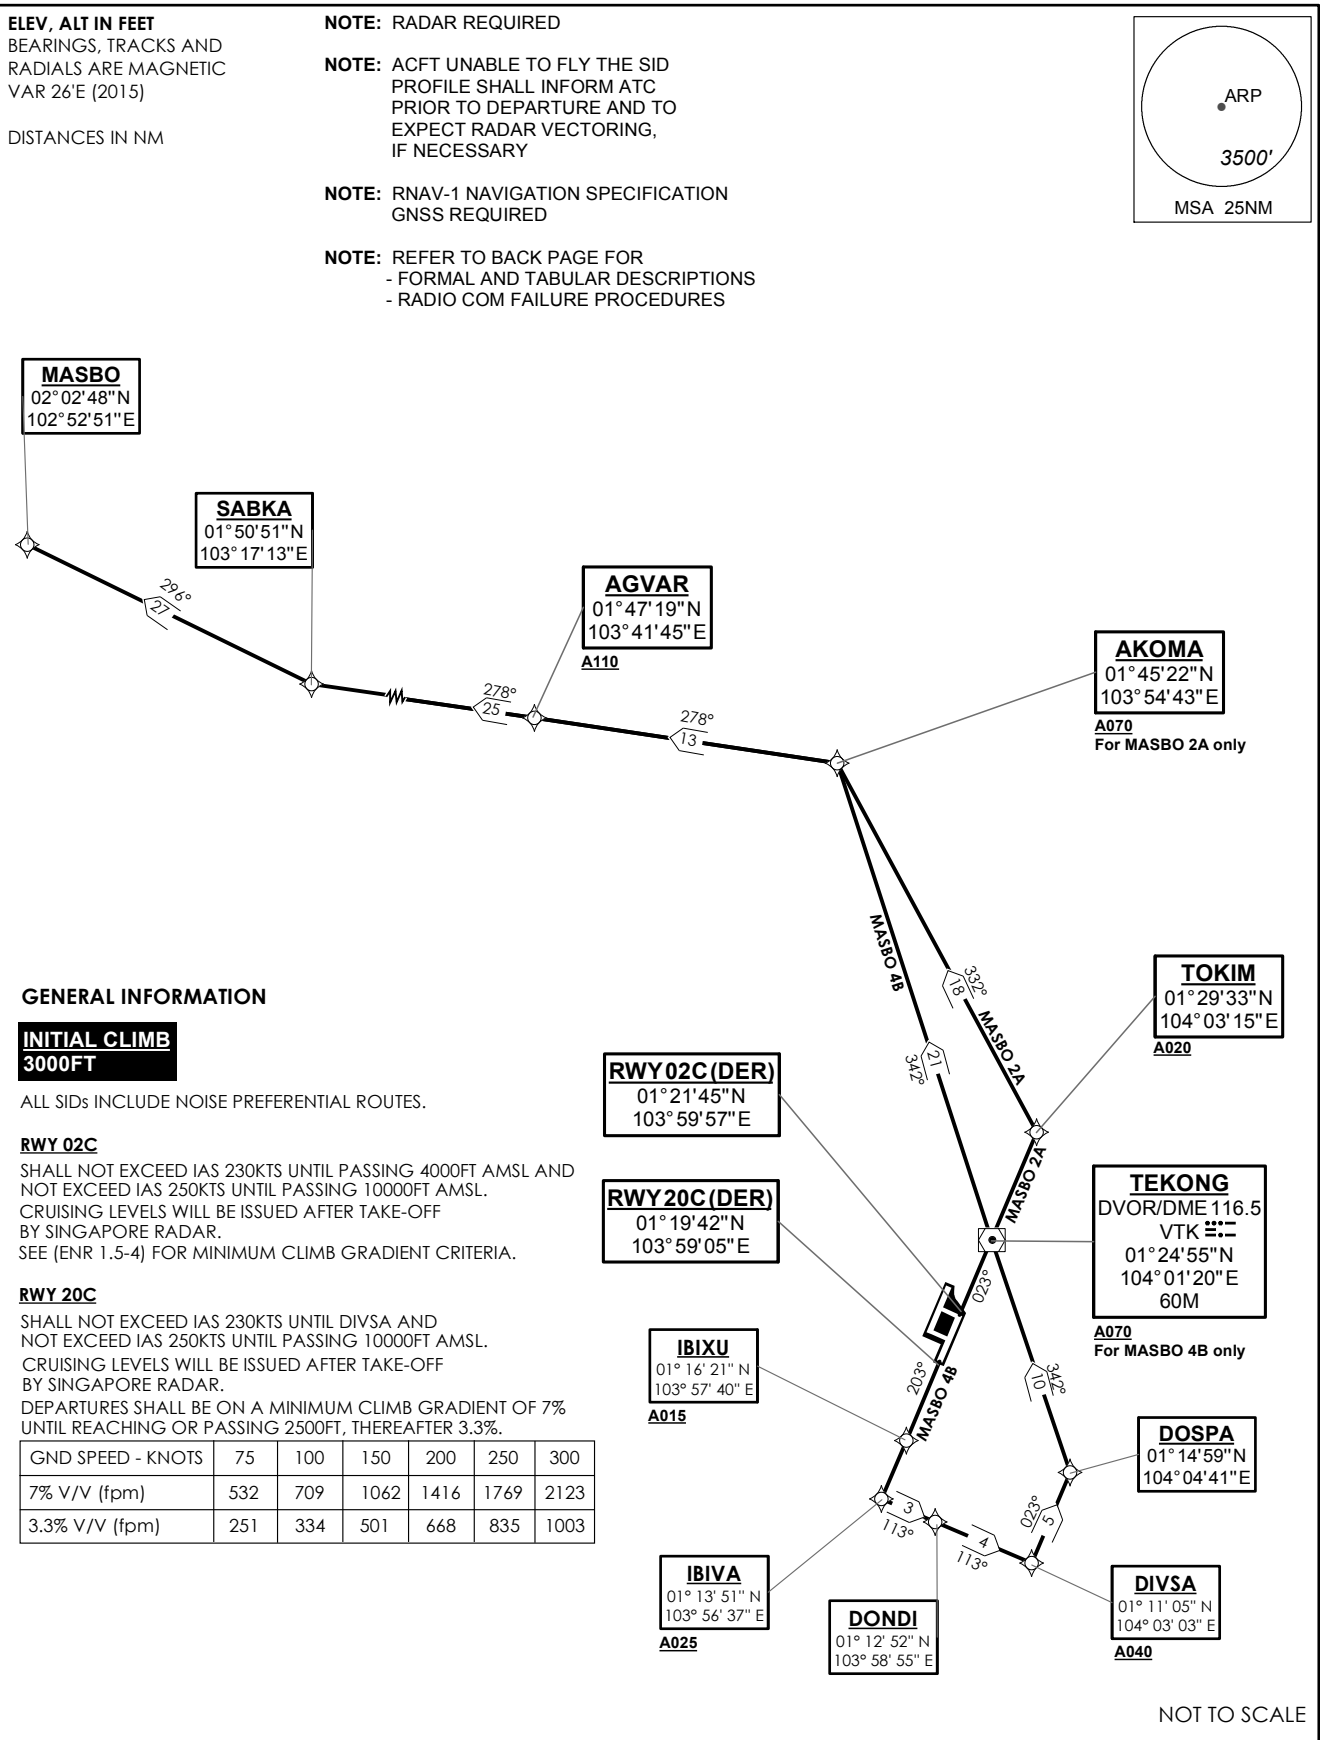 ELEV, ALT IN FEET
BEARINGS, TRACKS AND
RADIALS ARE MAGNETIC
VAR 26'E (2015)
DISTANCES IN NM
NOTE: RADAR REQUIRED
NOTE: ACFT UNABLE TO FLY THE SID
PROFILE SHALL INFORM ATC
PRIOR TO DEPARTURE AND TO
EXPECT RADAR VECTORING,
IF NECESSARY
NOTE: RNAV-1 NAVIGATION SPECIFICATION
GNSS REQUIRED
NOTE: REFER TO BACK PAGE FOR
- FORMAL AND TABULAR DESCRIPTIONS
- RADIO COM FAILURE PROCEDURES
ARP
3500'
MSA 25NM
MASBO
02°02'48"N
102°52'51"E
SABKA
01°50'51"N
103°17'13"E
AGVAR
01°47'19"N
103°41'45"E
A110
AKOMA
01°45'22"N
103°54'43"E
A070
For MASBO 2A only
296°
27
278°
25
278°
13
MASBO 4B
332°
18
MASBO 2A
21
342°
TOKIM
01°29'33"N
104°03'15"E
A020
GENERAL INFORMATION
INITIAL CLIMB
3000FT
ALL SIDs INCLUDE NOISE PREFERENTIAL ROUTES.
RWY 02C
SHALL NOT EXCEED IAS 230KTS UNTIL PASSING 4000FT AMSL AND
NOT EXCEED IAS 250KTS UNTIL PASSING 10000FT AMSL.
CRUISING LEVELS WILL BE ISSUED AFTER TAKE-OFF
BY SINGAPORE RADAR.
SEE (ENR 1.5-4) FOR MINIMUM CLIMB GRADIENT CRITERIA.
RWY 20C
SHALL NOT EXCEED IAS 230KTS UNTIL DIVSA AND
NOT EXCEED IAS 250KTS UNTIL PASSING 10000FT AMSL.
CRUISING LEVELS WILL BE ISSUED AFTER TAKE-OFF
BY SINGAPORE RADAR.
DEPARTURES SHALL BE ON A MINIMUM CLIMB GRADIENT OF 7%
UNTIL REACHING OR PASSING 2500FT, THEREAFTER 3.3%.
GND SPEED - KNOTS 75 100 150 200 250 300
7% V/V (fpm) 532 709 1062 1416 1769 2123
3.3% V/V (fpm) 251 334 501 668 835 1003
RWY02C(DER)
01°21'45"N
103°59'57"E
RWY20C(DER)
01°19'42"N
103°59'05"E
MASBO 2A
TEKONG
DVOR/DME 116.5
VTK
01°24'55"N
104°01'20"E
60M
A070
For MASBO 4B only
023°
203°
MASBO 4B
IBIXU
01° 16' 21" N
103° 57' 40" E
A015
342°
10
DOSPA
01°14'59"N
104°04'41"E
3
113°
4
113°
023°
5
IBIVA
01° 13' 51" N
103° 56' 37" E
A025
DONDI
01° 12' 52" N
103° 58' 55" E
DIVSA
01° 11' 05" N
104° 03' 03" E
A040
NOT TO SCALE